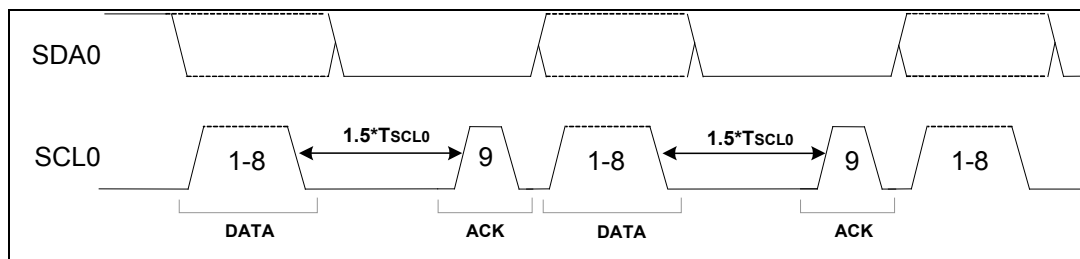 SDA0
1.5*TSCL0 1.5*TSCL0
SCL0 1-8 9 1-8 9 1-8
DATA ACK DATA ACK